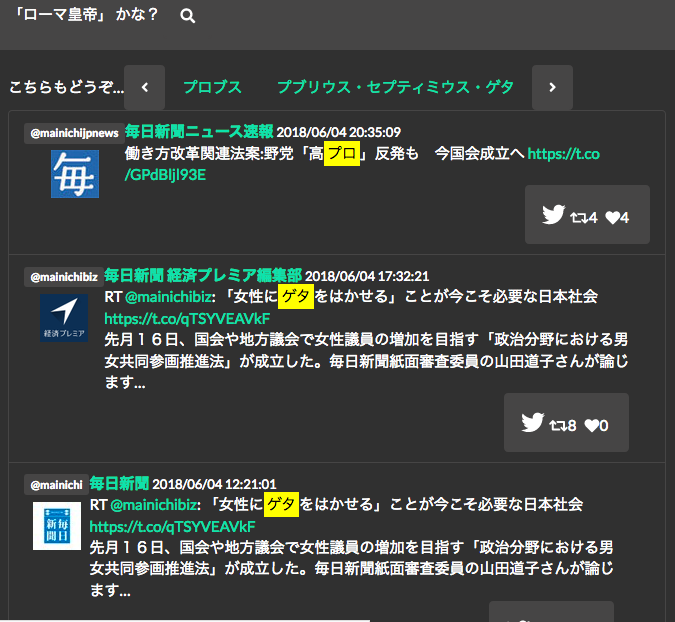 「ローマ皇帝」 かな？
こちらもどうぞ... プロブス プブリウス・セプティミウス・ゲタ
@mainichijpnews 毎日新聞ニュース速報 2018/06/04 20:35:09
毎
働き方改革関連法案:野党「高プロ」反発も　今国会成立へ https://t.co
/GPdBIjl93E
4 4
@mainichibiz 毎日新聞 経済プレミア編集部 2018/06/04 17:32:21
経済プレミア
RT @mainichibiz: 「女性にゲタをはかせる」ことが今こそ必要な日本社会
https://t.co/qTSYVEAVkF
先月１６日、国会や地方議会で女性議員の増加を目指す「政治分野における男
女共同参画推進法」が成立した。毎日新聞紙面審査委員の山田道子さんが論じ
ます...
8 0
@mainichi 毎日新聞 2018/06/04 12:21:01
毎日新聞
RT @mainichibiz: 「女性にゲタをはかせる」ことが今こそ必要な日本社会
https://t.co/qTSYVEAVkF
先月１６日、国会や地方議会で女性議員の増加を目指す「政治分野における男
女共同参画推進法」が成立した。毎日新聞紙面審査委員の山田道子さんが論じ
ます...